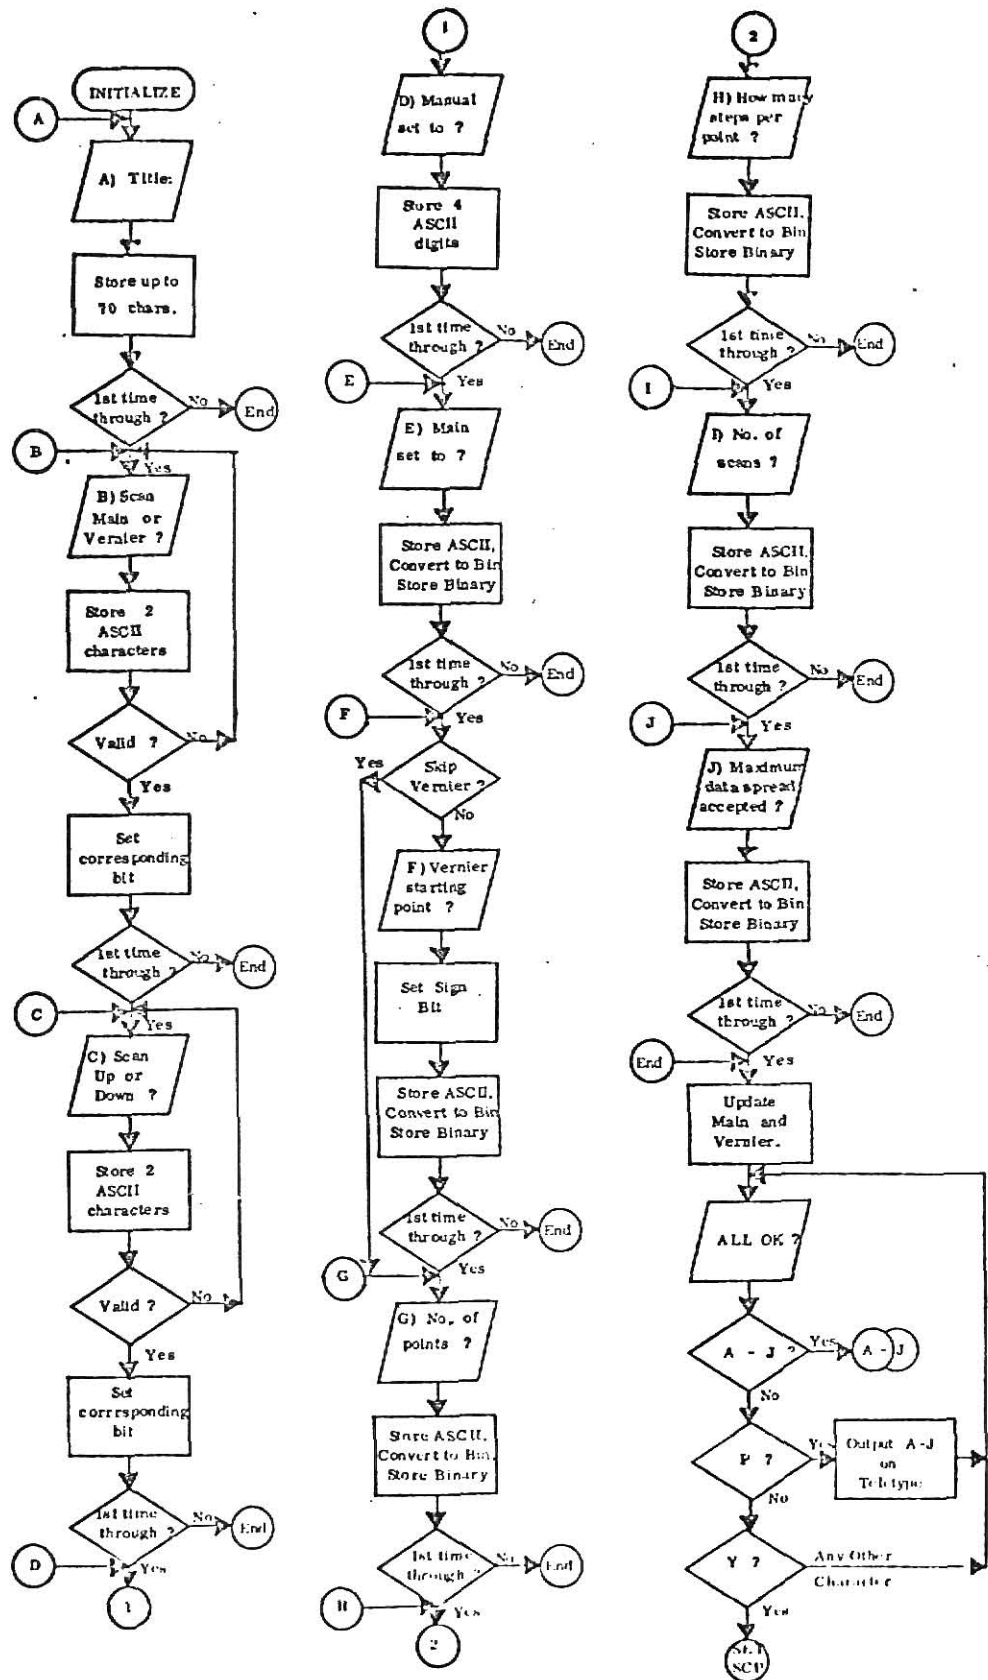 INITIALIZE
A
A) Title:
Store up to
70 chars.
1st time
through ?
No
End
B
Yes
B) Scan
Main or
Vernier ?
Store 2
ASCII
characters
Valid ?
No
Yes
Set
corresponding
bit
1st time
through ?
No
End
C
Yes
C) Scan
Up or
Down ?
Store 2
ASCII
characters
Valid ?
No
Yes
Set
corresponding
bit
1st time
through ?
No
End
D
Yes
1
1
D) Manual
set to ?
Store 4
ASCII
digits
1st time
through ?
No
End
E
Yes
E) Main
set to ?
Store ASCII,
Convert to Bin
Store Binary
1st time
through ?
No
End
F
Yes
Yes
Skip
Vernier ?
No
F) Vernier
starting
point ?
Set Sign
Bit
Store ASCII,
Convert to Bin
Store Binary
1st time
through ?
No
End
G
Yes
G) No. of
points ?
Store ASCII,
Convert to Bin.
Store Binary
1st time
through ?
No
End
H
Yes
2
2
H) How many
steps per
point ?
Store ASCII,
Convert to Bin
Store Binary
1st time
through ?
No
End
I
Yes
I) No. of
scans ?
Store ASCII,
Convert to Bin
Store Binary
1st time
through ?
No
End
J
Yes
J) Maximum
data spread
accepted ?
Store ASCII,
Convert to Bin
Store Binary
1st time
through ?
No
End
End
Yes
Update
Main and
Vernier.
ALL OK ?
A - J ?
Yes
A - J
No
P ?
Yes
Output A-J
on
Teletype
No
Y ?
Any Other
Character
Yes